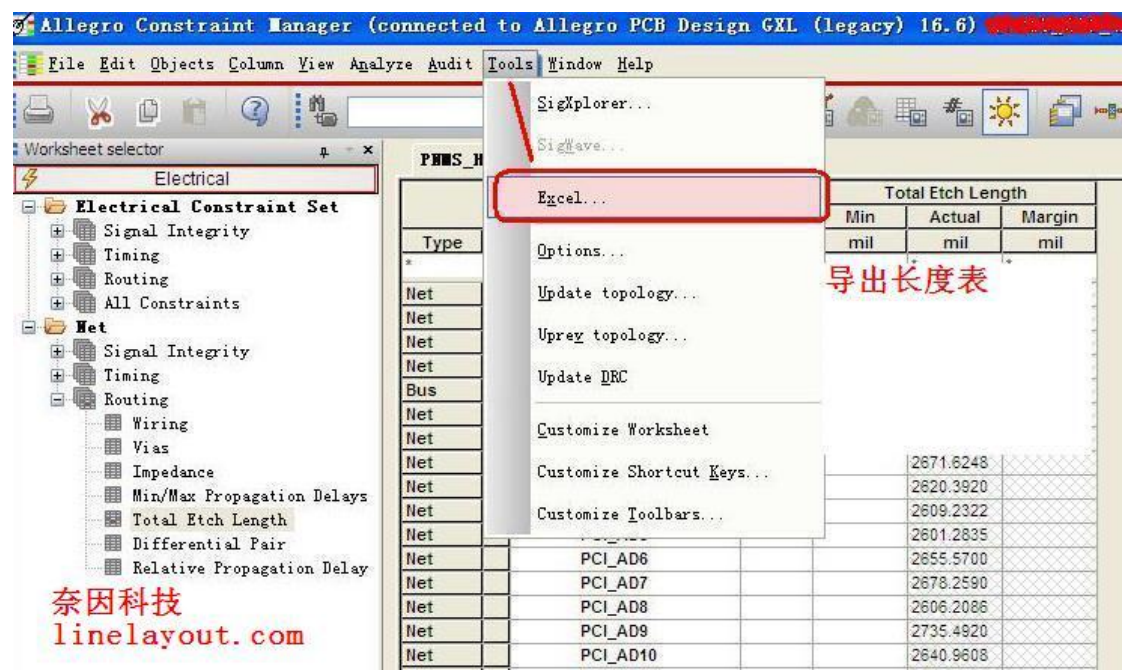 Allegro Constraint Manager (connected to Allegro PCB Design GXL (legacy) 16.6)
File Edit Objects Column View Analyze Audit Tools Window Help
Worksheet selector
Electrical
Electrical Constraint Set
Signal Integrity
Timing
Routing
All Constraints
Net
Signal Integrity
Timing
Routing
Wiring
Vias
Impedance
Min/Max Propagation Delays
Total Etch Length
Differential Pair
Relative Propagation Delay
奈因科技
linelayout.com
SigXplorer...
SigWave...
Excel...
Options...
Update topology...
Uprev topology...
Update DRC
Customize Worksheet
Customize Shortcut Keys...
Customize Toolbars...
Total Etch Length
Type Min Actual Margin
mil mil mil
* * *
导出长度表
Net
Net
Net
Net
Bus
Net
Net
Net 2671.6248
Net 2620.3920
Net 2609.2322
Net 2601.2835
Net PCI_AD6 2655.5700
Net PCI_AD7 2678.2590
Net PCI_AD8 2606.2086
Net PCI_AD9 2735.4920
Net PCI_AD10 2640.9608